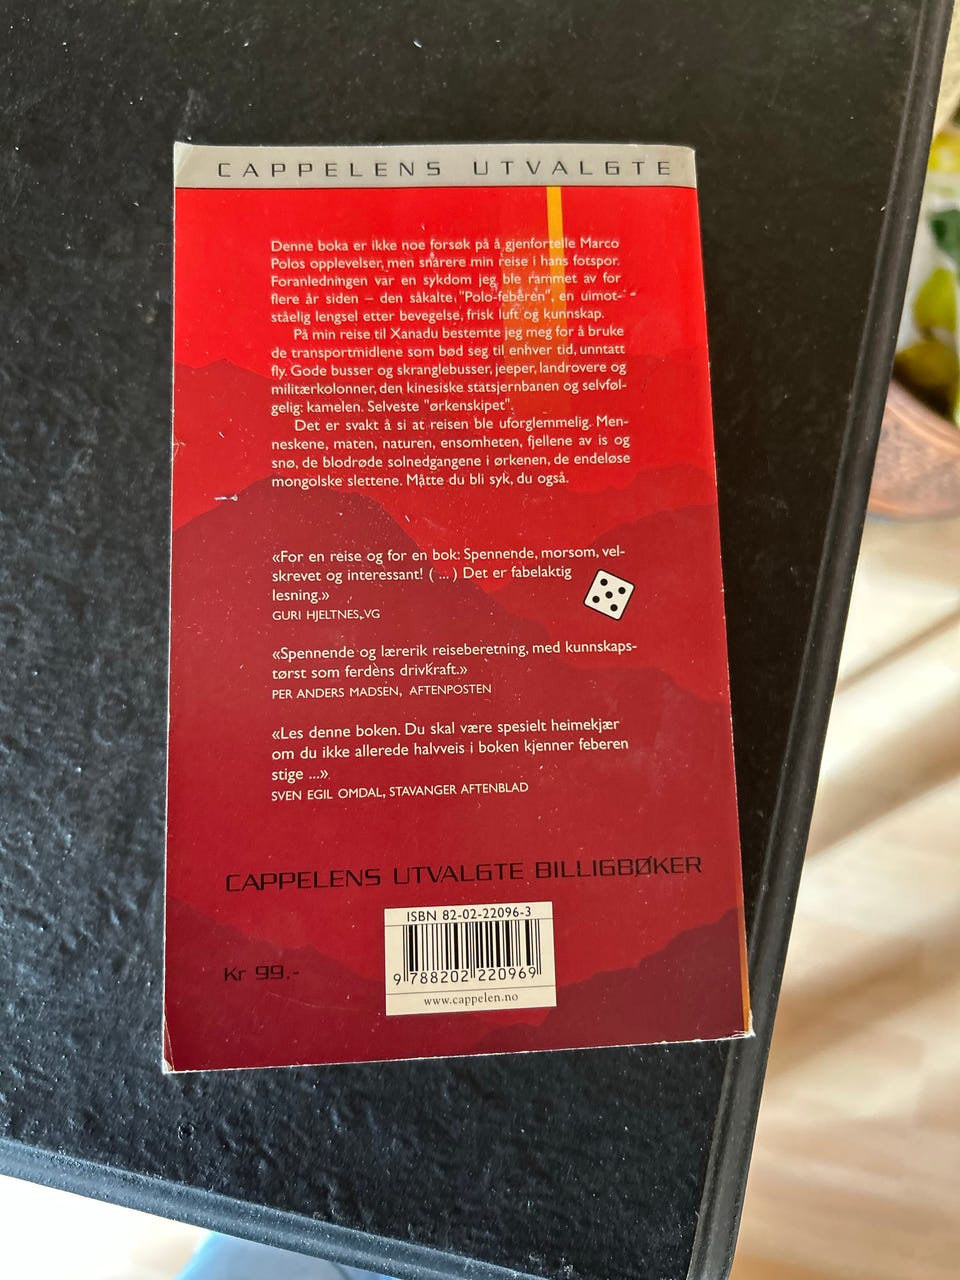 CAPPELENS UTVALGTE
Denne boka er ikke noe forsøk på å gjenfortelle Marco
Polos opplevelser, men snarere min reise i hans fotspor.
Foranledningen var en sykdom jeg ble rammet av for
flere år siden – den såkalte "Polo-feberen", en uimot-
ståelig lengsel etter bevegelse, frisk luft og kunnskap.
På min reise til Xanadu bestemte jeg meg for å bruke
de transportmidlene som bød seg til enhver tid, unntatt
fly. Gode busser og skranglebusser, jeeper, landrovere og
militærkolonner, den kinesiske statsjernbanen og selvføl-
gelig: kamelen. Selveste "ørkenskipet".
Det er svakt å si at reisen ble uforglemmelig. Men-
neskene, maten, naturen, ensomheten, fjellene av is og
snø, de blodrøde solnedgangene i ørkenen, de endeløse
mongolske slettene. Måtte du bli syk, du også.
«For en reise og for en bok: Spennende, morsom, vel-
skrevet og interessant! ( ... ) Det er fabelaktig
lesning.»
GURI HJELTNES, VG
«Spennende og lærerik reiseberetning, med kunnskaps-
tørst som ferdens drivkraft.»
PER ANDERS MADSEN, AFTENPOSTEN
«Les denne boken. Du skal være spesielt heimekjær
om du ikke allerede halvveis i boken kjenner feberen
stige ...»
SVEN EGIL OMDAL, STAVANGER AFTENBLAD
CAPPELENS UTVALGTE BILLIGBØKER
Kr 99,-
ISBN 82-02-22096-3
9 788202 220969
www.cappelen.no